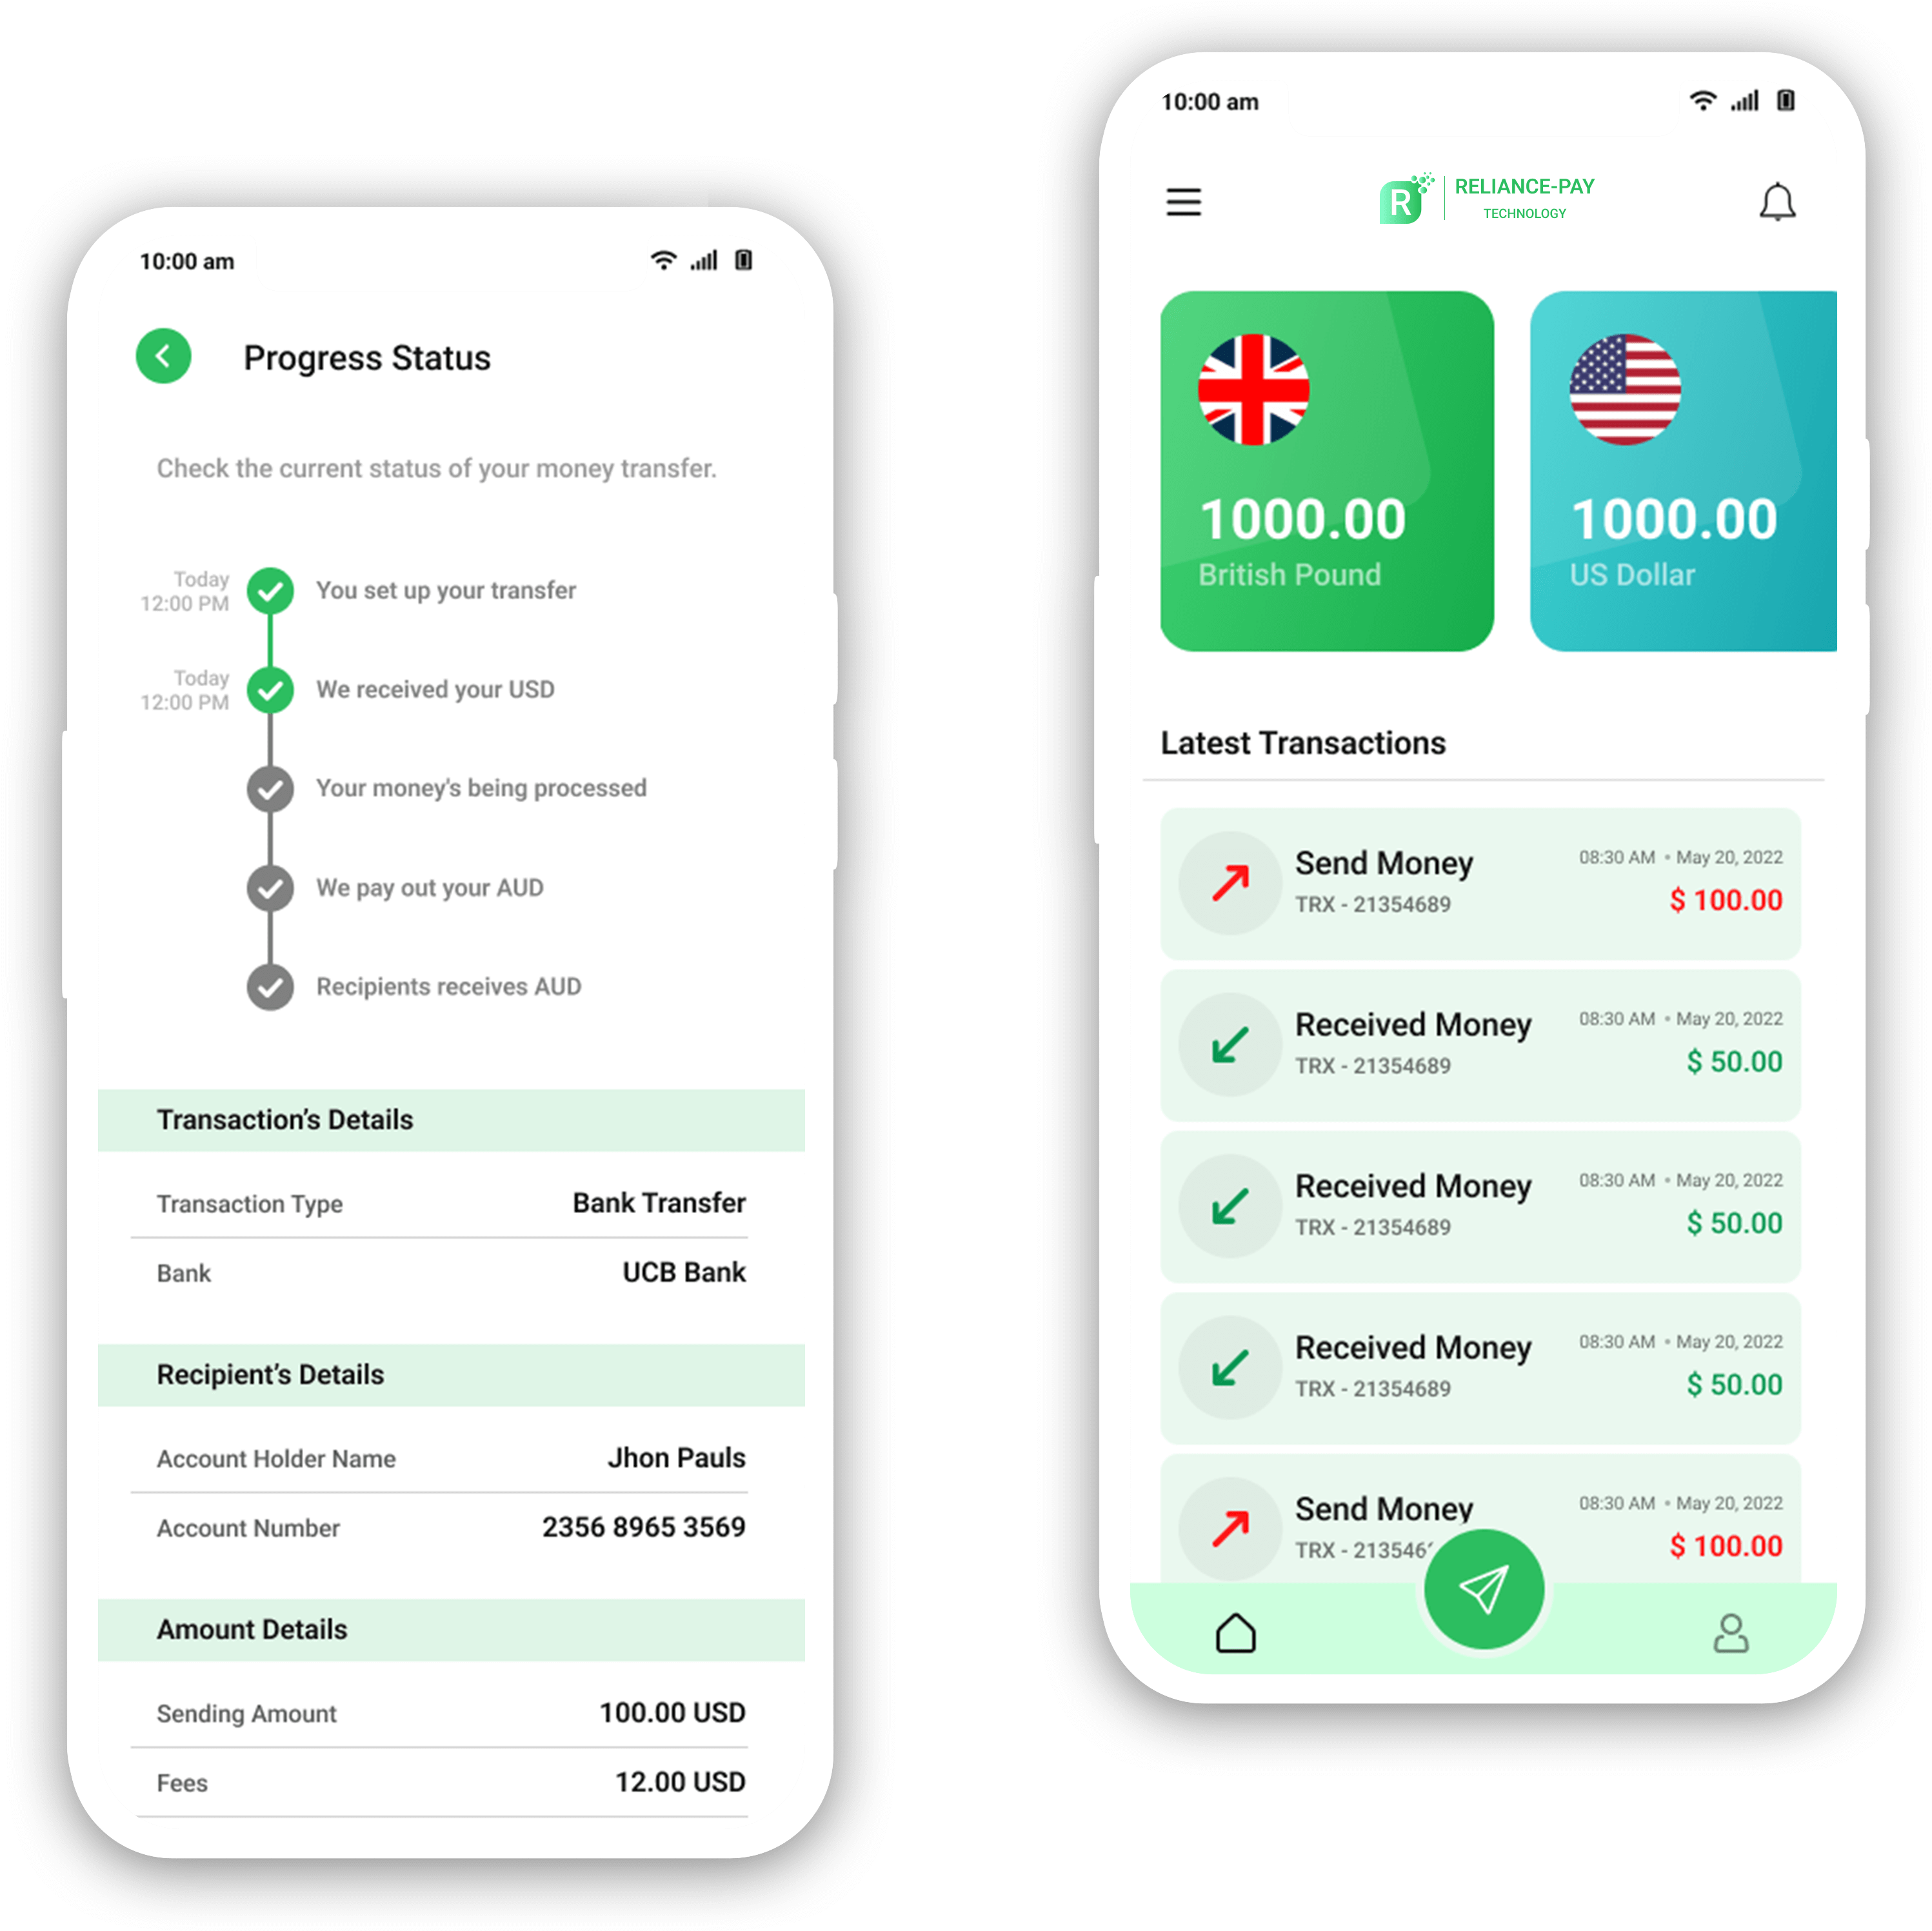 10:00 am
Progress Status
Check the current status of your money transfer.
Today
12:00 PM
You set up your transfer
Today
12:00 PM
We received your USD
Your money's being processed
We pay out your AUD
Recipients receives AUD
Transaction’s Details
Transaction Type Bank Transfer
Bank UCB Bank
Recipient’s Details
Account Holder Name Jhon Pauls
Account Number 2356 8965 3569
Amount Details
Sending Amount 100.00 USD
Fees 12.00 USD
10:00 am
R
RELIANCE-PAY
TECHNOLOGY
1000.00
British Pound
1000.00
US Dollar
Latest Transactions
Send Money 08:30 AM • May 20, 2022
TRX - 21354689 $ 100.00
Received Money 08:30 AM • May 20, 2022
TRX - 21354689 $ 50.00
Received Money 08:30 AM • May 20, 2022
TRX - 21354689 $ 50.00
Received Money 08:30 AM • May 20, 2022
TRX - 21354689 $ 50.00
Send Money 08:30 AM • May 20, 2022
TRX - $ 100.00